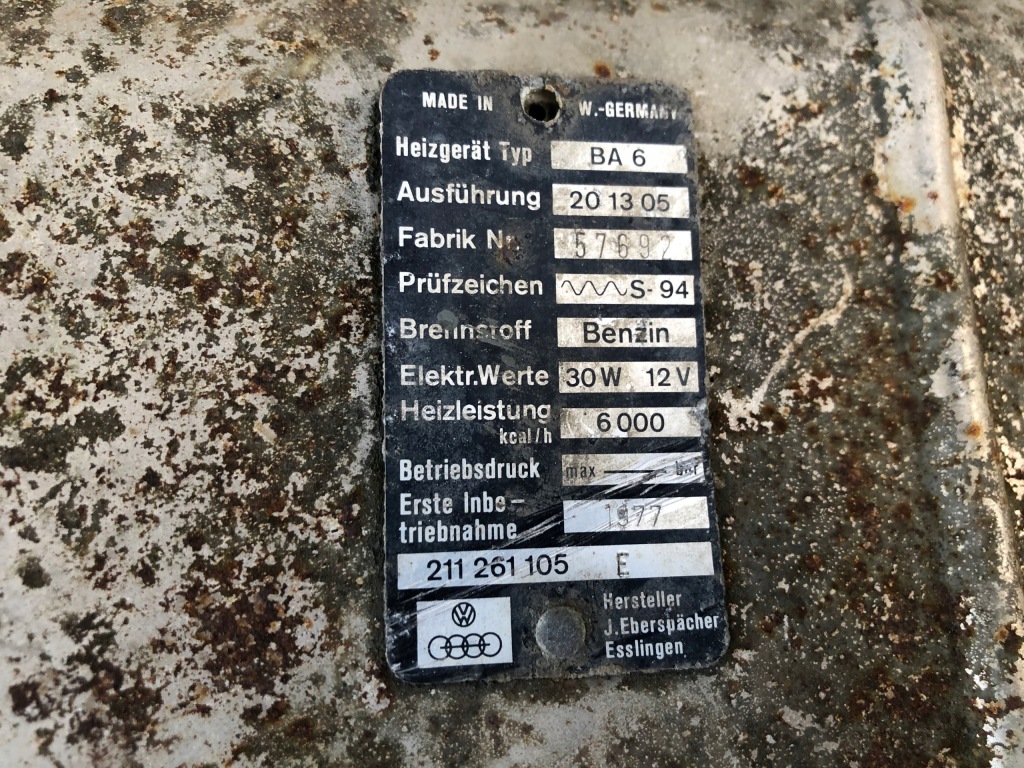 MADE IN W.-GERMANY
Heizgerät Typ BA 6
Ausführung 20 13 05
Fabrik Nr. 57692
Prüfzeichen S-94
Brennstoff Benzin
Elektr.Werte 30W 12V
Heizleistung
kcal/h 6000
Betriebsdruck max bar
Erste Inbe-
triebnahme 1977
211 261 105 E
Hersteller
J.Eberspächer
Esslingen